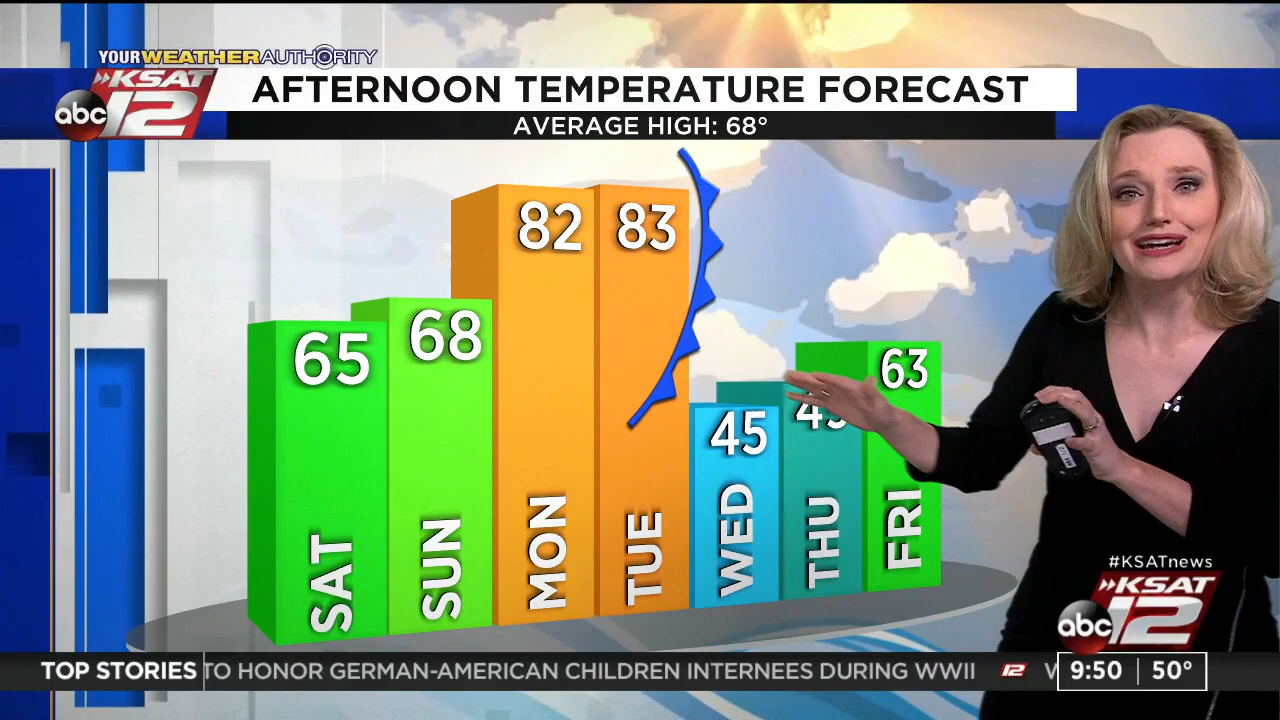 YOUR WEATHER AUTHORITY
KSAT
abc 12
AFTERNOON TEMPERATURE FORECAST
AVERAGE HIGH: 68°
65
68
82
83
45
63
SAT
SUN
MON
TUE
WED
THU
FRI
#KSATnews
KSAT
abc 12
TOP STORIES
TO HONOR GERMAN-AMERICAN CHILDREN INTERNEES DURING WWII
12
9:50
50°